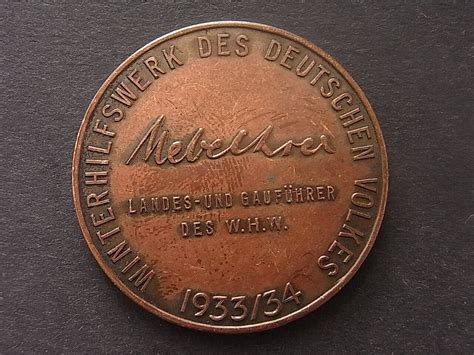 WINTERHILFSWERK DES DEUTSCHEN VOLKES
LANDES- UND GAUFÜHRER
DES W.H.W.
1933/34